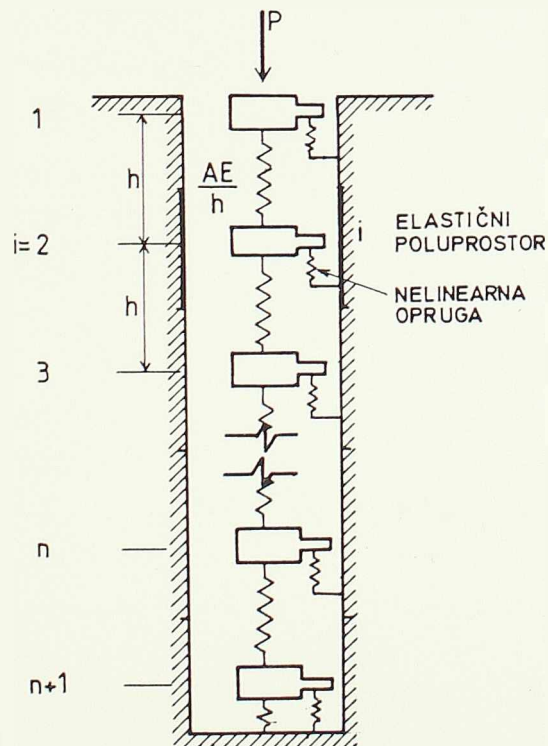 P
1
h
AE
h
i=2
i
ELASTIČNI
POLUPROSTOR
h
NELINEARNA
OPRUGA
3
n
n+1